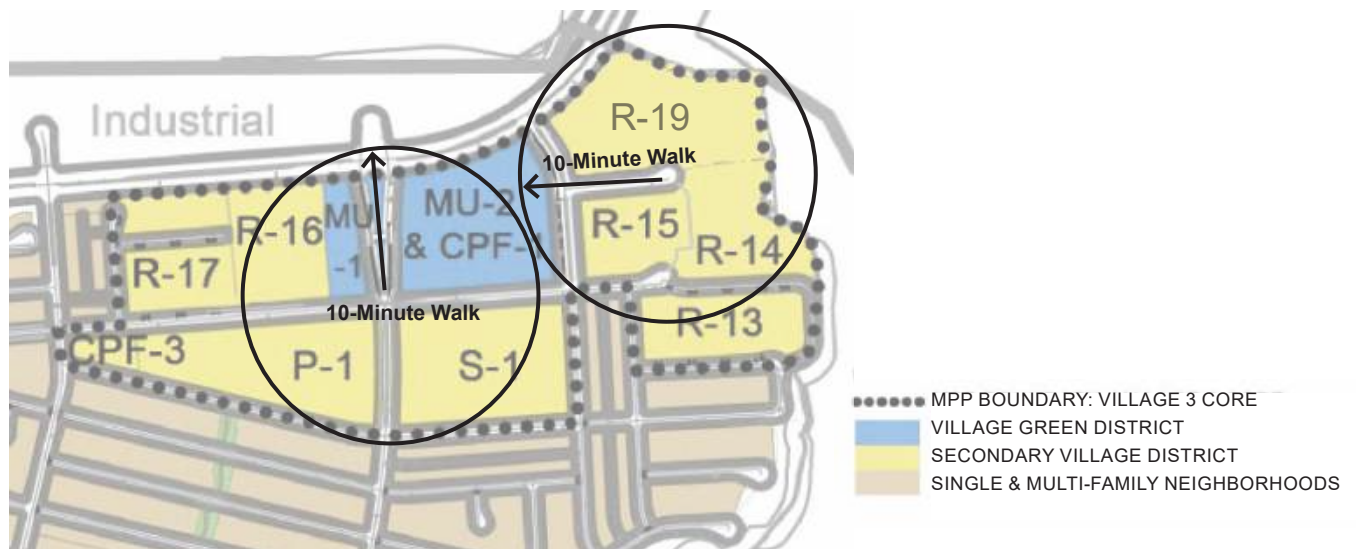 Industrial
R-19
10-Minute Walk
MU
-1
MU-2
& CPF-1
R-16
R-17
R-15
R-14
10-Minute Walk
R-13
CPF-3
P-1
S-1
MPP BOUNDARY: VILLAGE 3 CORE
VILLAGE GREEN DISTRICT
SECONDARY VILLAGE DISTRICT
SINGLE & MULTI-FAMILY NEIGHBORHOODS